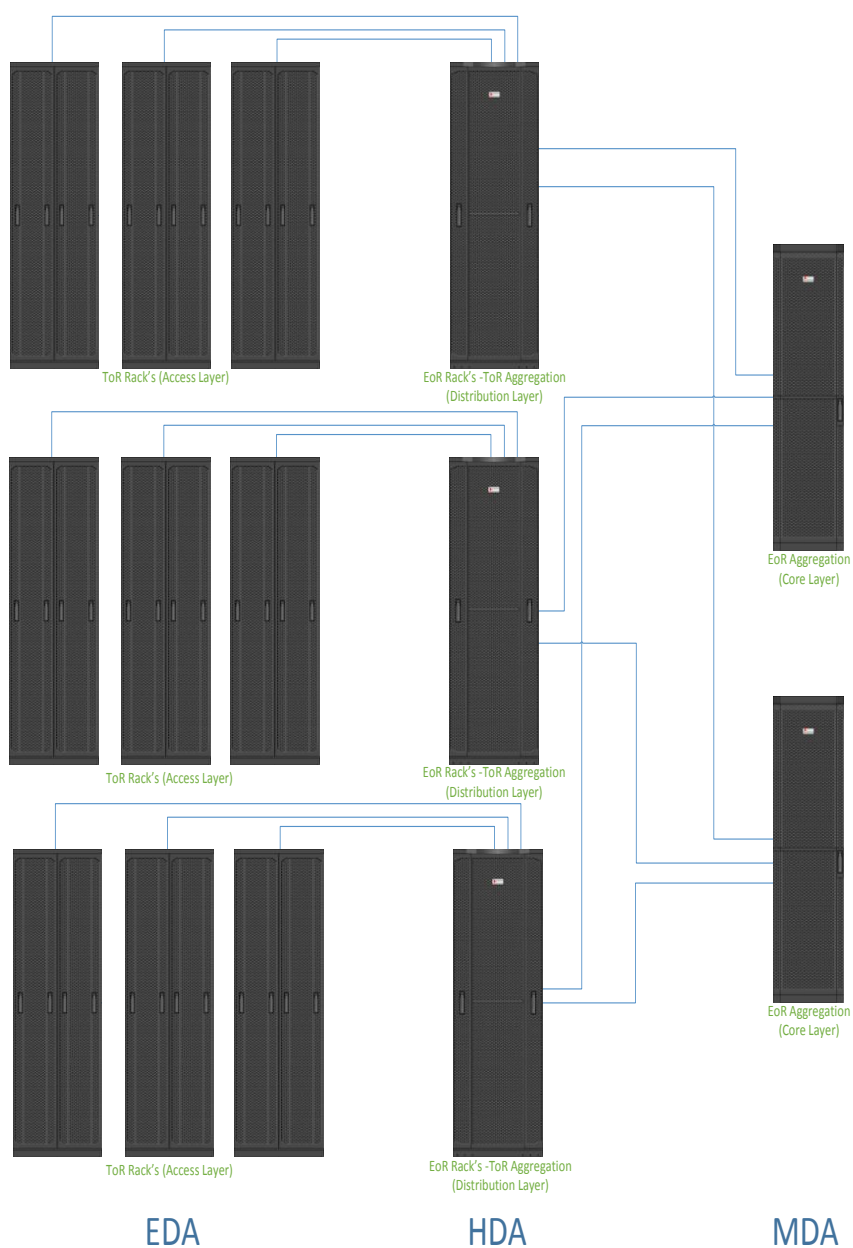 ToR Rack's (Access Layer)
EoR Rack's -ToR Aggregation
(Distribution Layer)
EoR Aggregation
(Core Layer)
ToR Rack's (Access Layer)
EoR Rack's -ToR Aggregation
(Distribution Layer)
EoR Aggregation
(Core Layer)
ToR Rack's (Access Layer)
EoR Rack's -ToR Aggregation
(Distribution Layer)
EDA
HDA
MDA